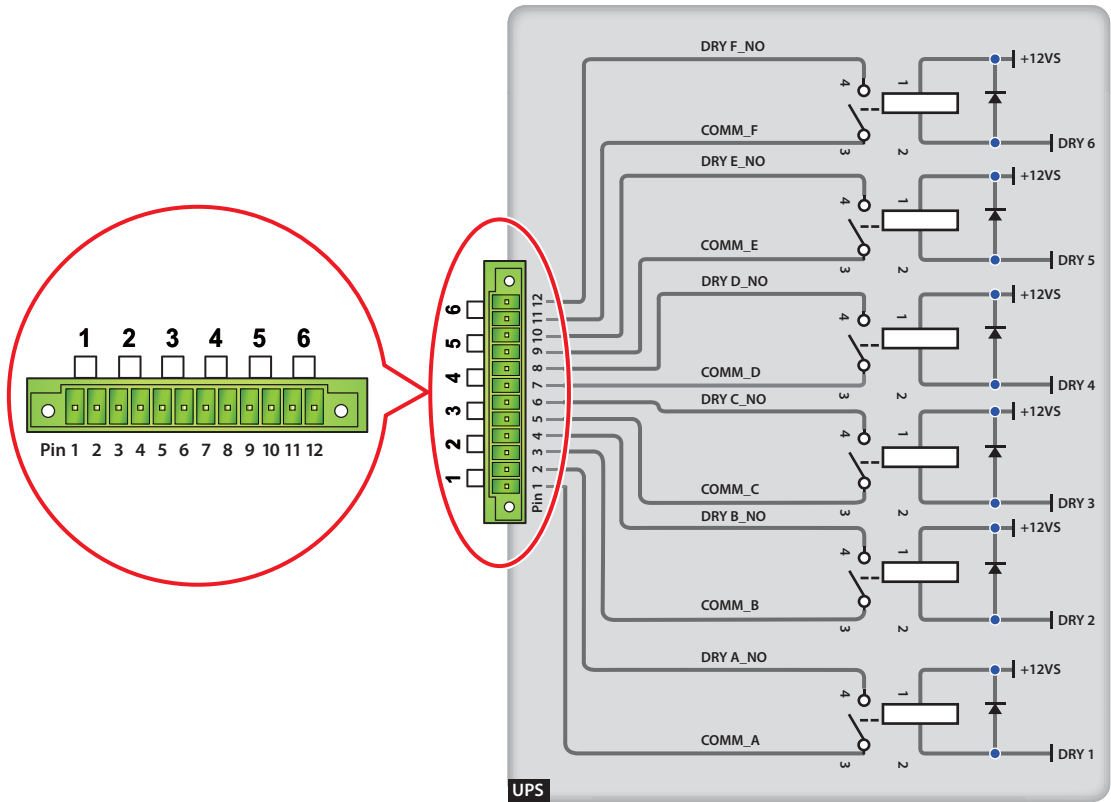 1 2 3 4 5 6
Pin 1 2 3 4 5 6 7 8 9 10 11 12
6
5
4
3
2
1
12
11
10
9
8
7
6
5
4
3
2
Pin 1
DRY F_NO
4
1
+12VS
COMM_F
3
2
DRY 6
DRY E_NO
4
1
+12VS
COMM_E
3
2
DRY 5
DRY D_NO
4
1
+12VS
COMM_D
3
2
DRY 4
DRY C_NO
4
1
+12VS
COMM_C
3
2
DRY 3
DRY B_NO
4
1
+12VS
COMM_B
3
2
DRY 2
DRY A_NO
4
1
+12VS
COMM_A
3
2
DRY 1
UPS